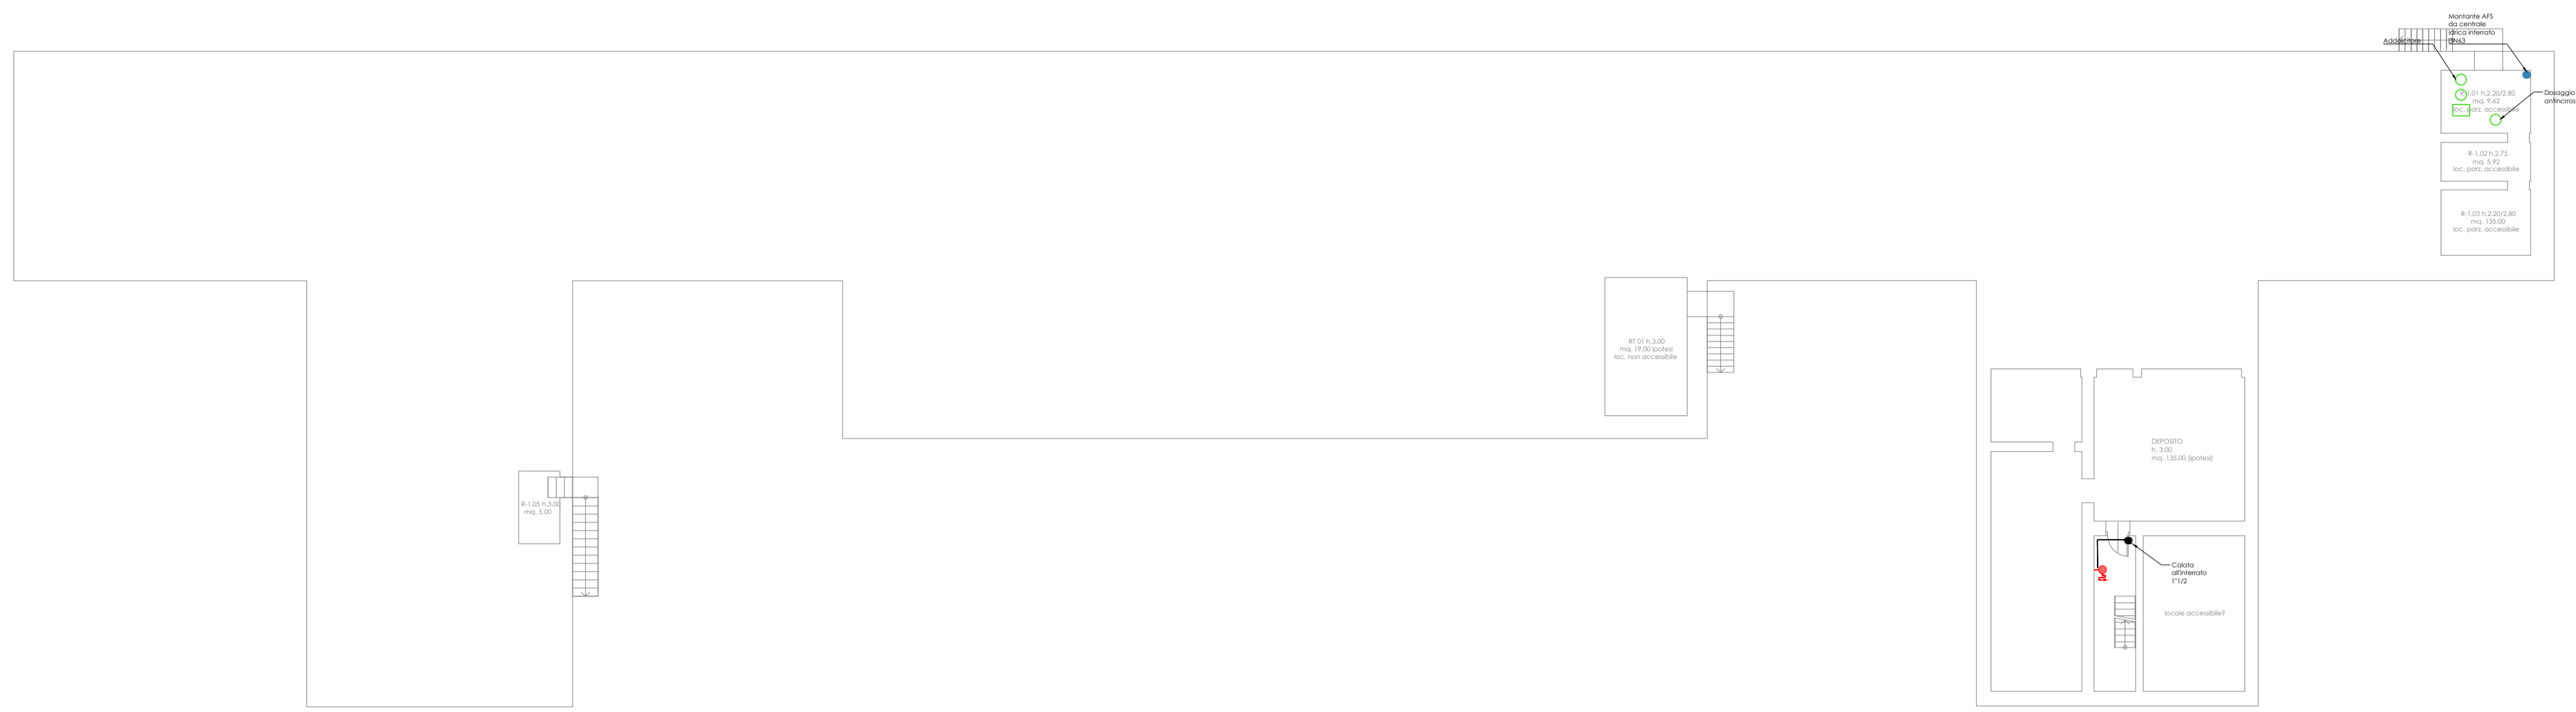 Montante AFS
da centrale
idrica interrato
DN63
Addolcitore
R-1.01 h.2.20/2.80
mq. 9.62
loc. parz. accessibile
Dosaggio
anticrros
R-1.02 h.2.75
mq. 5.92
loc. parz. accessibile
R-1.03 h.2.20/2.80
mq. 135.00
loc. parz. accessibile
RT 01 h.3.00
mq. 19.00 ipotesi
loc. non accessibile
DEPOSITO
h. 3.00
mq. 135.00 (ipotesi)
R-1.05 h.3.00
mq. 5.00
Calata
all'interrato
1"1/2
locale accessibile?